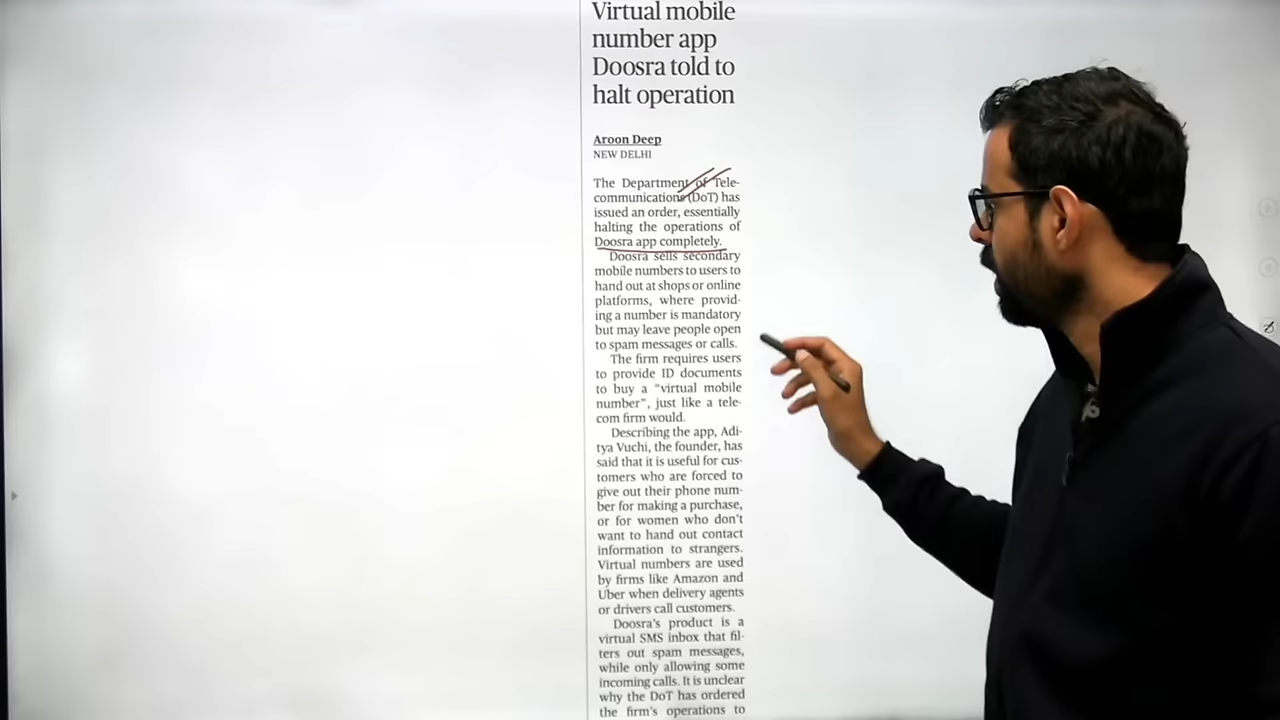 Virtual mobile
number app
Doosra told to
halt operation
Aroon Deep
NEW DELHI
The Department of Tele-
communications (DoT) has
issued an order, essentially
halting the operations of
Doosra app completely.
Doosra sells secondary
mobile numbers to users to
hand out at shops or online
platforms, where provid-
ing a number is mandatory
but may leave people open
to spam messages or calls.
The firm requires users
to provide ID documents
to buy a “virtual mobile
number”, just like a tele-
com firm would.
Describing the app, Adi-
tya Vuchi, the founder, has
said that it is useful for cus-
tomers who are forced to
give out their phone num-
ber for making a purchase,
or for women who don’t
want to hand out contact
information to strangers.
Virtual numbers are used
by firms like Amazon and
Uber when delivery agents
or drivers call customers.
Doosra’s product is a
virtual SMS inbox that fil-
ters out spam messages,
while only allowing some
incoming calls. It is unclear
why the DoT has ordered
the firm’s operations to